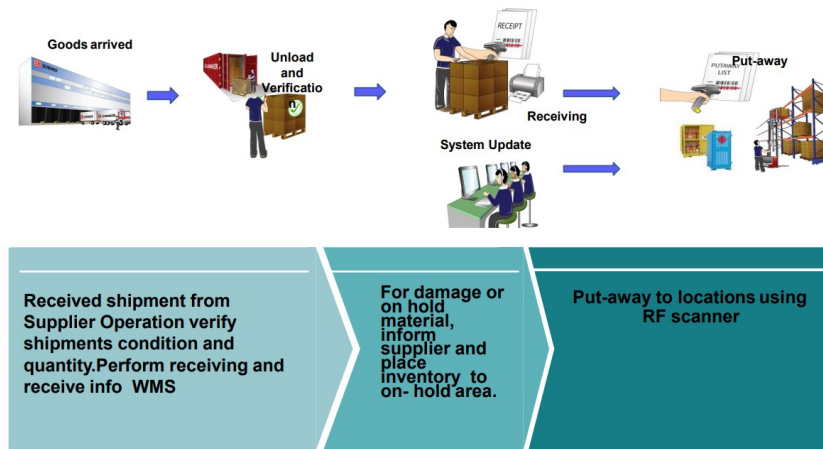 Goods arrived
Unload
and
Verificatio
n
RECEIPT
Receiving
System Update
Put-away
PUTAWAY
LIST
Received shipment from
Supplier Operation verify
shipments condition and
quantity.Perform receiving and
receive info  WMS
For damage or
on hold
material,
inform
supplier and
place
inventory  to
on- hold area.
Put-away to locations using
RF scanner